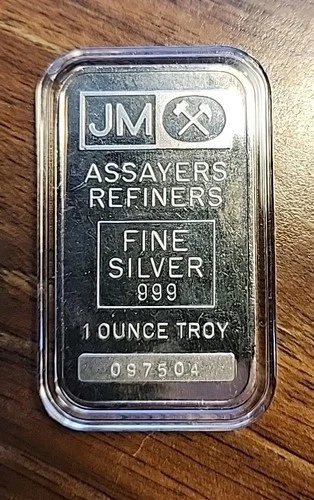 JM
ASSAYERS
REFINERS
FINE
SILVER
999
1 OUNCE TROY
097504